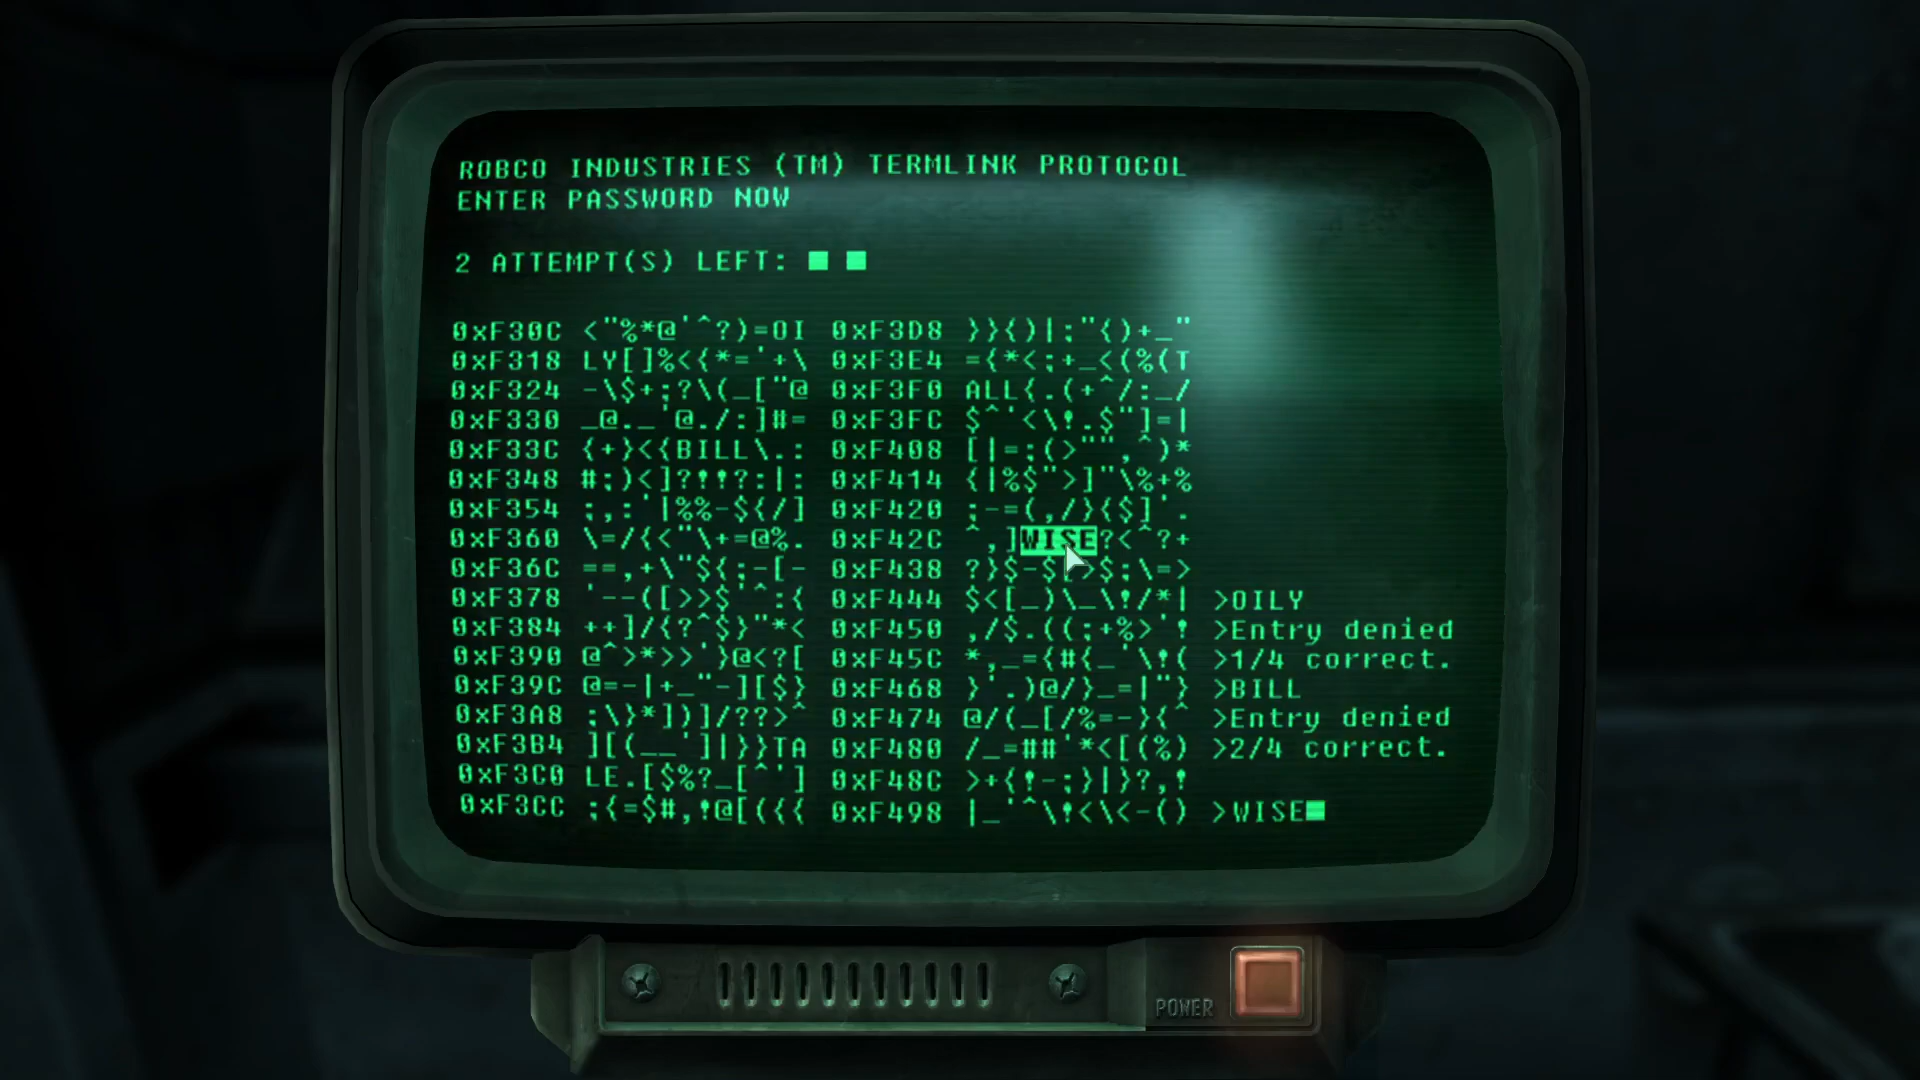 ROBCO INDUSTRIES (TM) TERMLINK PROTOCOL
ENTER PASSWORD NOW
2 ATTEMPT(S) LEFT: ■ ■
0xF30C <"%*@'^?)=OI 0xF3D8 }}{()|;"{)+_"
0xF318 LY[]%<{*='+\ 0xF3E4 ={*<;+_<(%(T
0xF324 -\$+;?\(_["@ 0xF3F0 ALL{.(+^/:_/
0xF330 _@._'@./:]#= 0xF3FC $^'<\!.$"]=|
0xF33C {+}<{BILL\.: 0xF408 [|=;(>"",^)*
0xF348 #;)<]?!!?:|: 0xF414 {|%$">]"\%+%
0xF354 :,:'|%%-${/] 0xF420 ;-=(,/}{$]'.
0xF360 \=/{<"\+=@%. 0xF42C ^,]WISE?<^?+
0xF36C ==,+\"${;-[- 0xF438 ?}$-$[>$;\=>
0xF378 '--([>>$'^:{ 0xF444 $<[_)\_\!/*| >OILY
0xF384 ++]/{?^$}"*< 0xF450 ,/$.((;+%>'! >Entry denied
0xF390 @^>*>>'}@<?[ 0xF45C *,_={#{_'\!( >1/4 correct.
0xF39C @=-|+_"-][$} 0xF468 }'.)@/}_=|"} >BILL
0xF3A8 ;\}*])]/??>^ 0xF474 @/(_[/%=-}{^ >Entry denied
0xF3B4 ][(__']|}}TA 0xF480 /_=##'*<[(%) >2/4 correct.
0xF3C0 LE.[$%?_[^'] 0xF48C >+{!-;}|}?,!
0xF3CC ;{=$#,!@[({{ 0xF498 |_'^\!<\<-() >WISE■
POWER